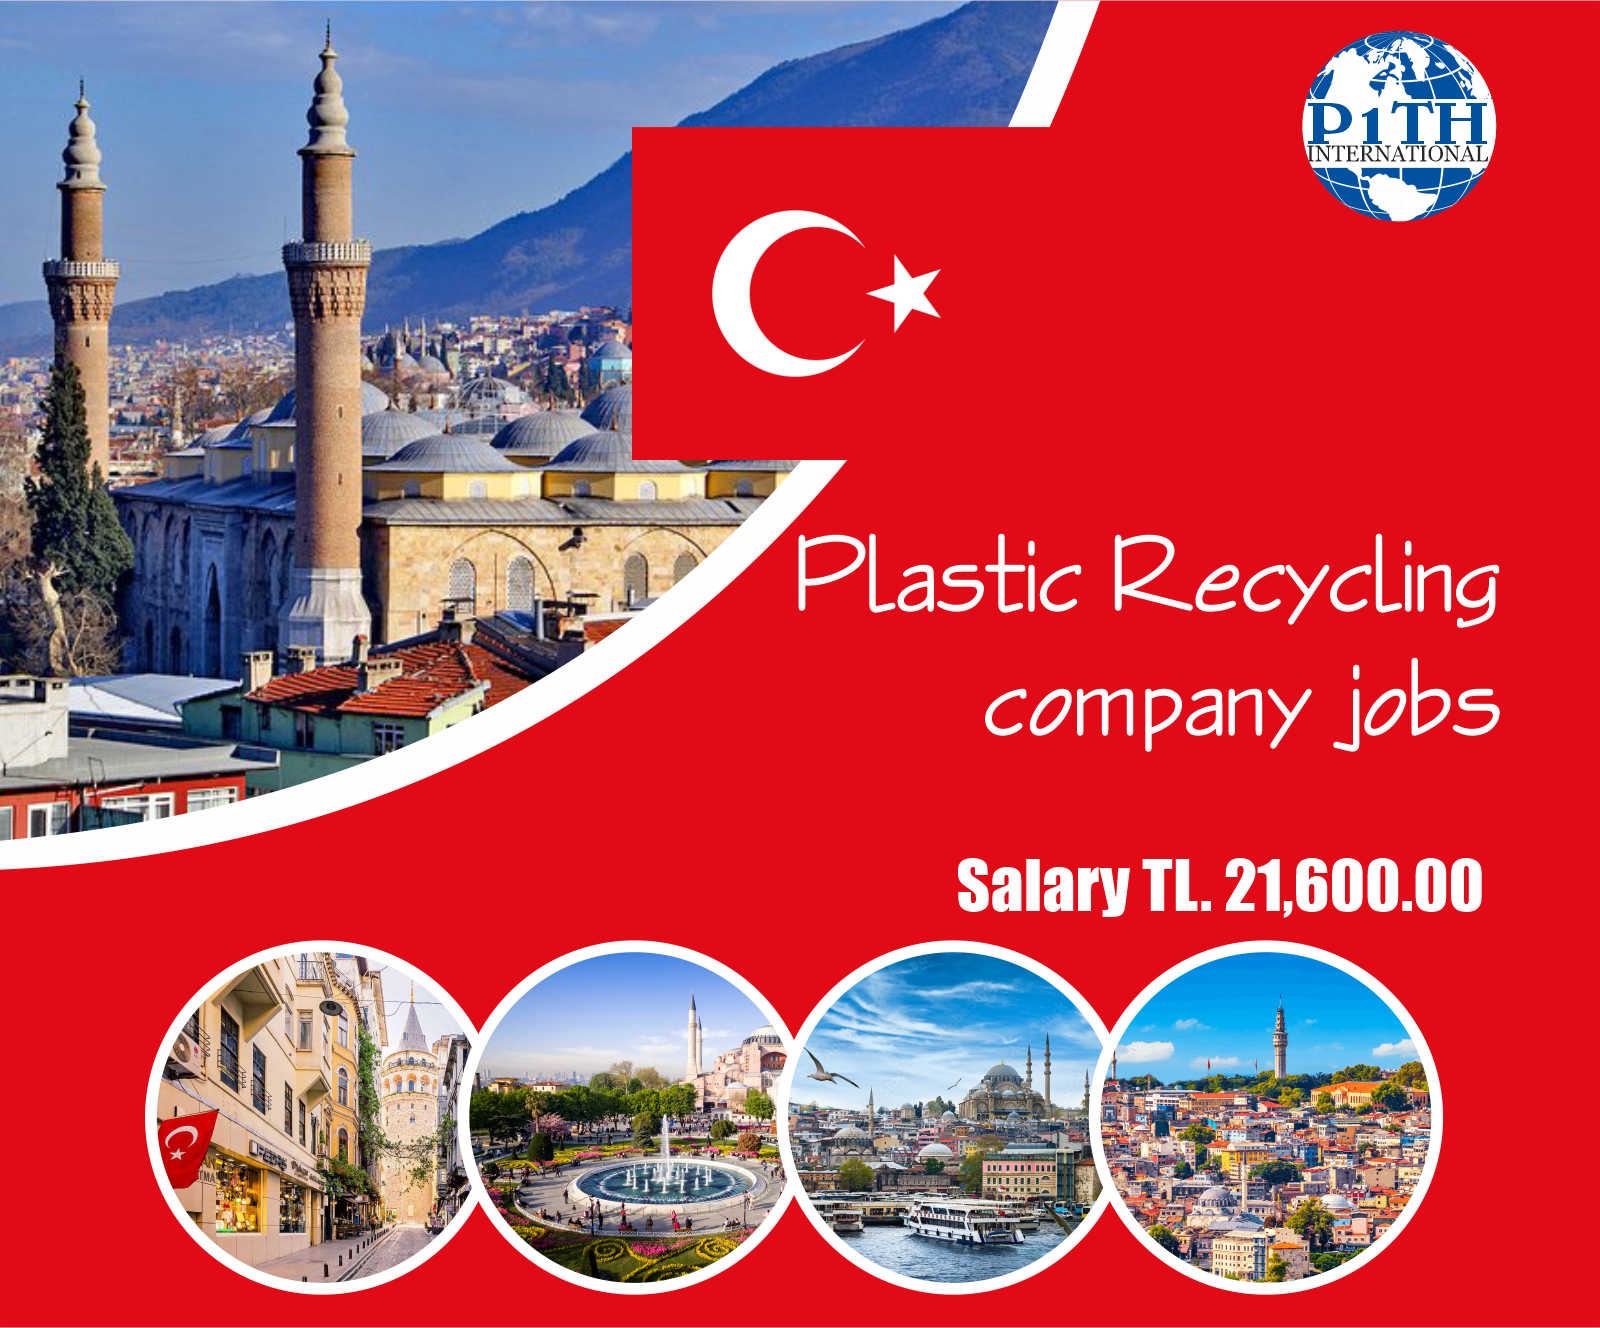 P1TH
INTERNATIONAL
Plastic Recycling
company jobs
Salary TL. 21,600.00